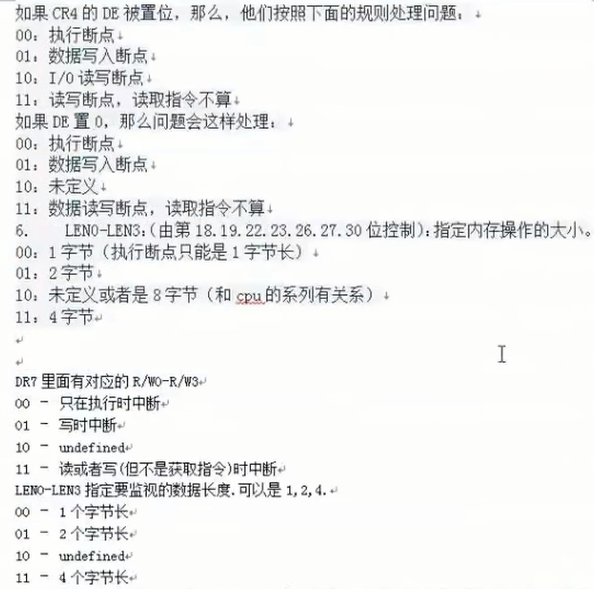 如果 CR4 的 DE 被置位，那么，他们按照下面的规则处理问题：
00：执行断点
01：数据写入断点
10：I/O 读写断点
11：读写断点，读取指令不算
如果 DE 置 0，那么问题会这样处理：
00：执行断点
01：数据写入断点
10：未定义
11：数据读写断点，读取指令不算
6. LEN0-LEN3：（由第 18.19.22.23.26.27.30 位控制）：指定内存操作的大小。
00：1 字节（执行断点只能是 1 字节长）
01：2 字节
10：未定义或者是 8 字节（和 cpu 的系列有关系）
11：4 字节
DR7 里面有对应的 R/W0-R/W3
00 - 只在执行时中断
01 - 写时中断
10 - undefined
11 - 读或者写(但不是获取指令)时中断
LEN0-LEN3 指定要监视的数据长度.可以是 1,2,4.
00 - 1 个字节长
01 - 2 个字节长
10 - undefined
11 - 4 个字节长